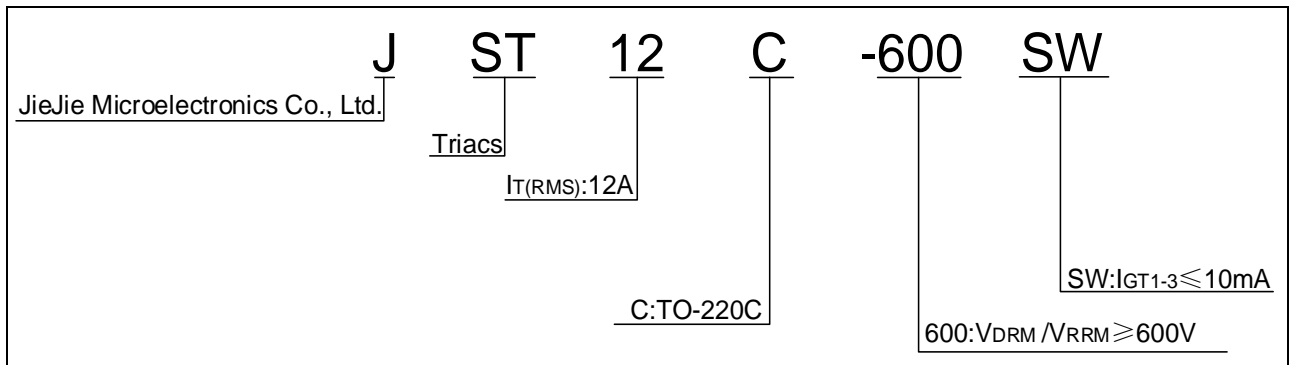 J ST 12 C -600 SW
JieJie Microelectronics Co., Ltd.
Triacs
IT(RMS):12A
SW:IGT1-3≤10mA
C:TO-220C
600:VDRM /VRRM≥600V